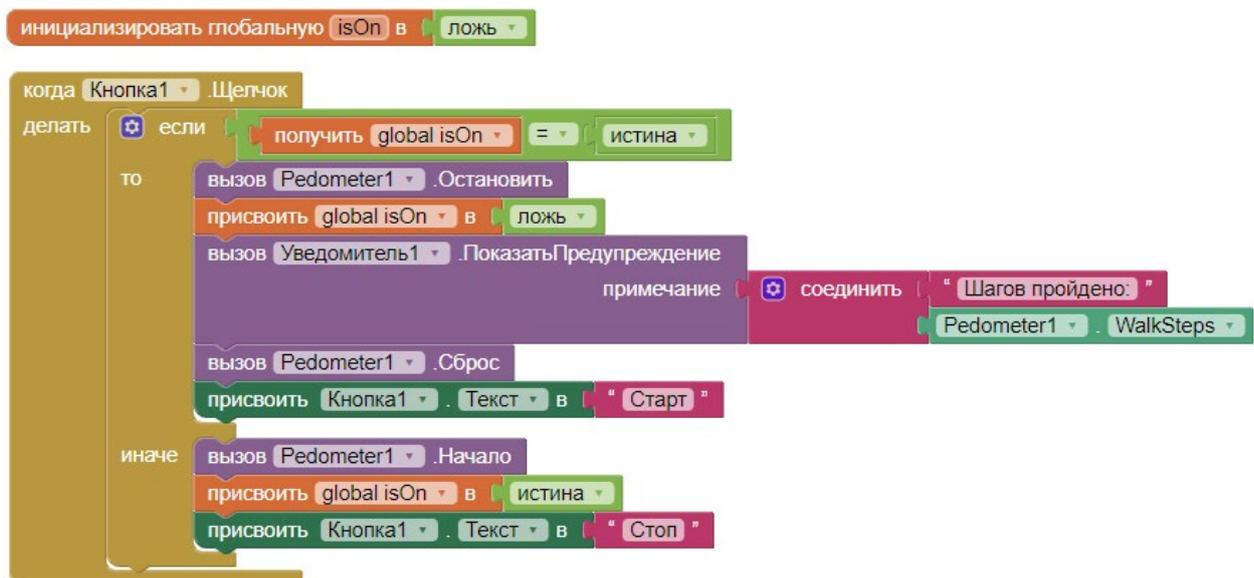 инициализировать глобальную isOn в ложь
когда Кнопка1 .Щелчок
делать если получить global isOn = истина
то вызов Pedometer1 .Остановить
присвоить global isOn в ложь
вызов Уведомитель1 .ПоказатьПредупреждение
примечание соединить " Шагов пройдено: "
Pedometer1 . WalkSteps
вызов Pedometer1 .Сброс
присвоить Кнопка1 . Текст в " Старт "
иначе вызов Pedometer1 .Начало
присвоить global isOn в истина
присвоить Кнопка1 . Текст в " Стоп "